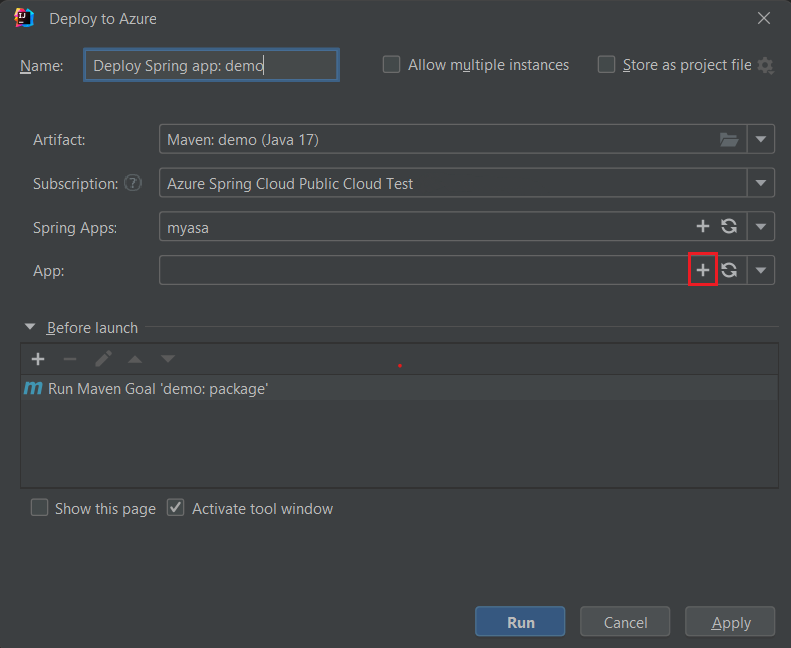 Deploy to Azure
Name: Deploy Spring app: demo Allow multiple instances Store as project file
Artifact: Maven: demo (Java 17)
Subscription: ? Azure Spring Cloud Public Cloud Test
Spring Apps: myasa
App:
Before launch
m Run Maven Goal 'demo: package'
Show this page Activate tool window
Run Cancel Apply